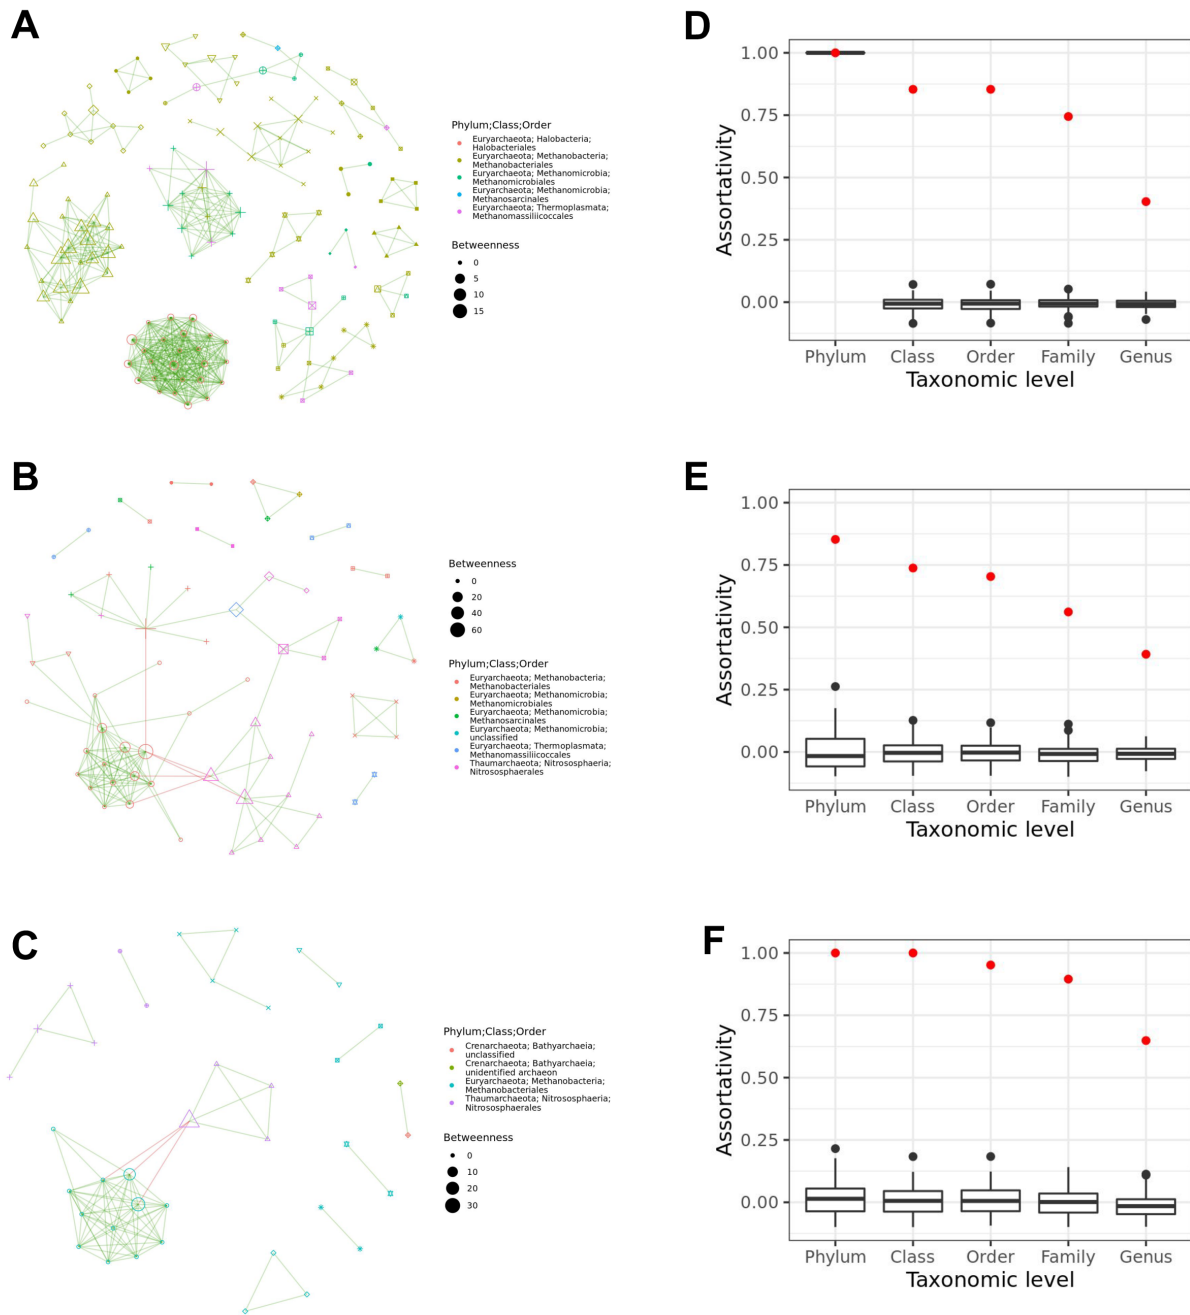 A
Phylum;Class;Order
Euryarchaeota; Halobacteria;
Halobacteriales
Euryarchaeota; Methanobacteria;
Methanobacteriales
Euryarchaeota; Methanomicrobia;
Methanomicrobiales
Euryarchaeota; Methanomicrobia;
Methanosarcinales
Euryarchaeota; Thermoplasmata;
Methanomassiliicoccales
Betweenness
0
5
10
15
D
1.00
0.75
0.50
0.25
0.00
Assortativity
Phylum Class Order Family Genus
Taxonomic level
B
Betweenness
0
20
40
60
Phylum;Class;Order
Euryarchaeota; Methanobacteria;
Methanobacteriales
Euryarchaeota; Methanomicrobia;
Methanomicrobiales
Euryarchaeota; Methanomicrobia;
Methanosarcinales
Euryarchaeota; Methanomicrobia;
unclassified
Euryarchaeota; Thermoplasmata;
Methanomassiliicoccales
Thaumarchaeota; Nitrososphaeria;
Nitrososphaerales
E
1.00
0.75
0.50
0.25
0.00
Assortativity
Phylum Class Order Family Genus
Taxonomic level
C
Phylum;Class;Order
Crenarchaeota; Bathyarchaeia;
unclassified
Crenarchaeota; Bathyarchaeia;
unidentified archaeon
Euryarchaeota; Methanobacteria;
Methanobacteriales
Thaumarchaeota; Nitrososphaeria;
Nitrososphaerales
Betweenness
0
10
20
30
F
1.00
0.75
0.50
0.25
0.00
Assortativity
Phylum Class Order Family Genus
Taxonomic level